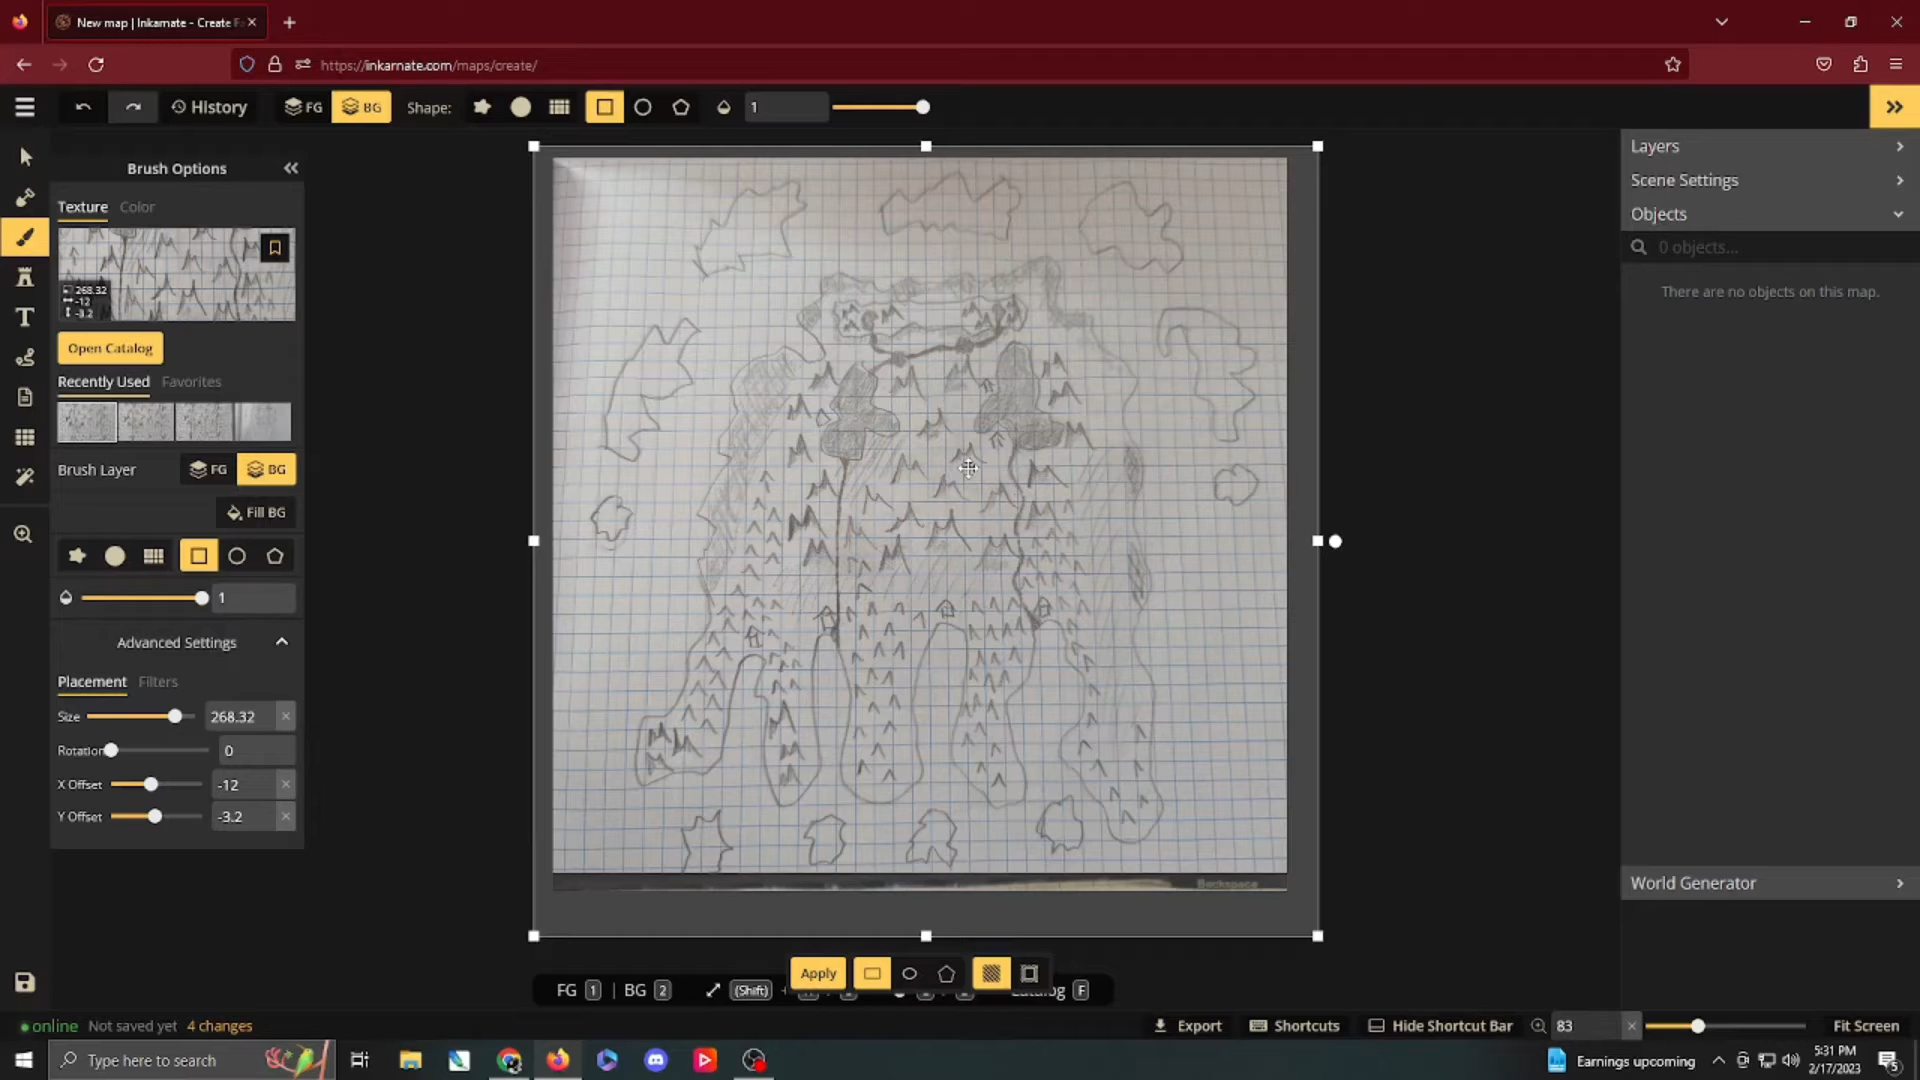 New map | Inkarnate - Create Fa
https://inkarnate.com/maps/create/
History
FG
BG
Shape:
1
Brush Options
Texture
Color
268.32
-12
-3.2
Open Catalog
Recently Used
Favorites
Brush Layer
FG
BG
Fill BG
1
Advanced Settings
Placement
Filters
Size
268.32
Rotation
0
X Offset
-12
Y Offset
-3.2
Layers
Scene Settings
Objects
0 objects...
There are no objects on this map.
World Generator
Backspace
Apply
FG 1 | BG 2
(Shift) +
Catalog F
online
Not saved yet
4 changes
Export
Shortcuts
Hide Shortcut Bar
83
Fit Screen
Type here to search
Earnings upcoming
5:31 PM
2/17/2023
5